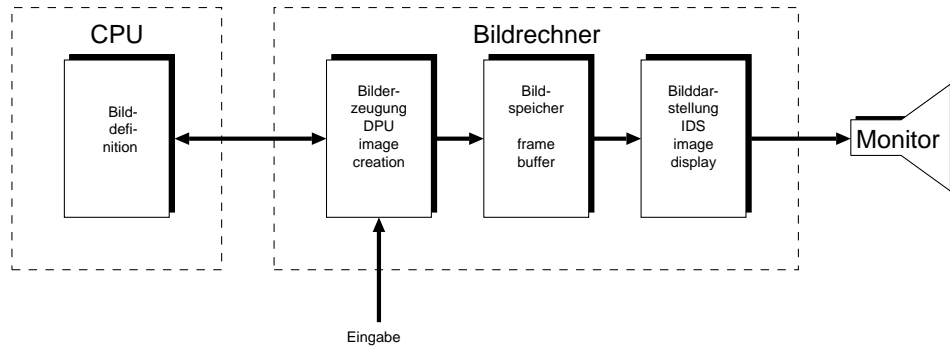 CPU
Bild-
defi-
nition
Bildrechner
Bilder-
zeugung
DPU
image
creation
Bild-
speicher
frame
buffer
Bilddar-
stellung
IDS
image
display
Monitor
Eingabe